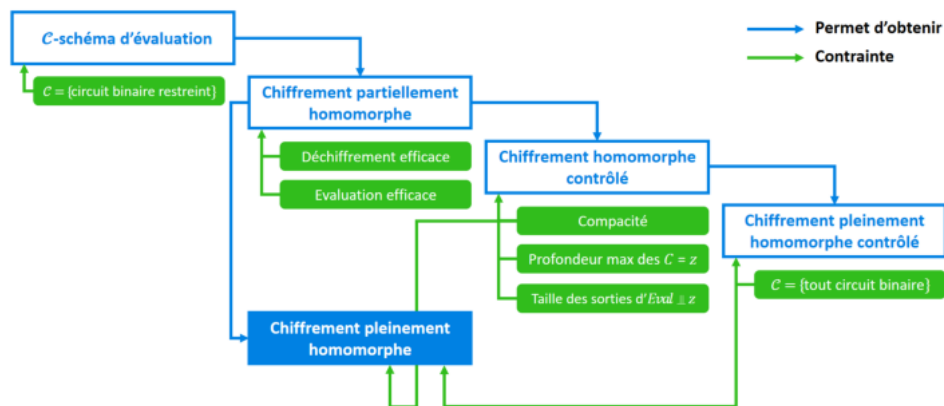 𝒞-schéma d'évaluation
Permet d'obtenir
Contrainte
𝒞 = {circuit binaire restreint}
Chiffrement partiellement
homomorphe
Déchiffrement efficace
Evaluation efficace
Chiffrement homomorphe
contrôlé
Compacité
Profondeur max des C = z
Taille des sorties d'Eval ⫫ z
Chiffrement pleinement
homomorphe contrôlé
𝒞 = {tout circuit binaire}
Chiffrement pleinement
homomorphe